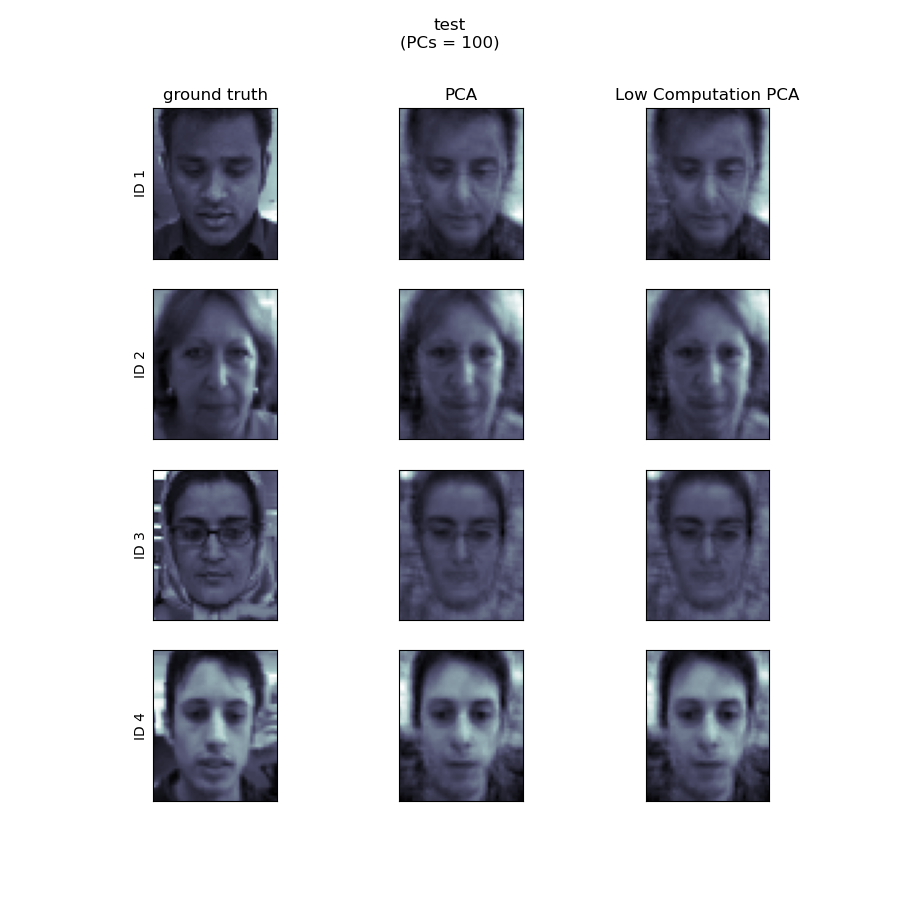 test
(PCs = 100)
ground truth
PCA
Low Computation PCA
ID 1
ID 2
ID 3
ID 4